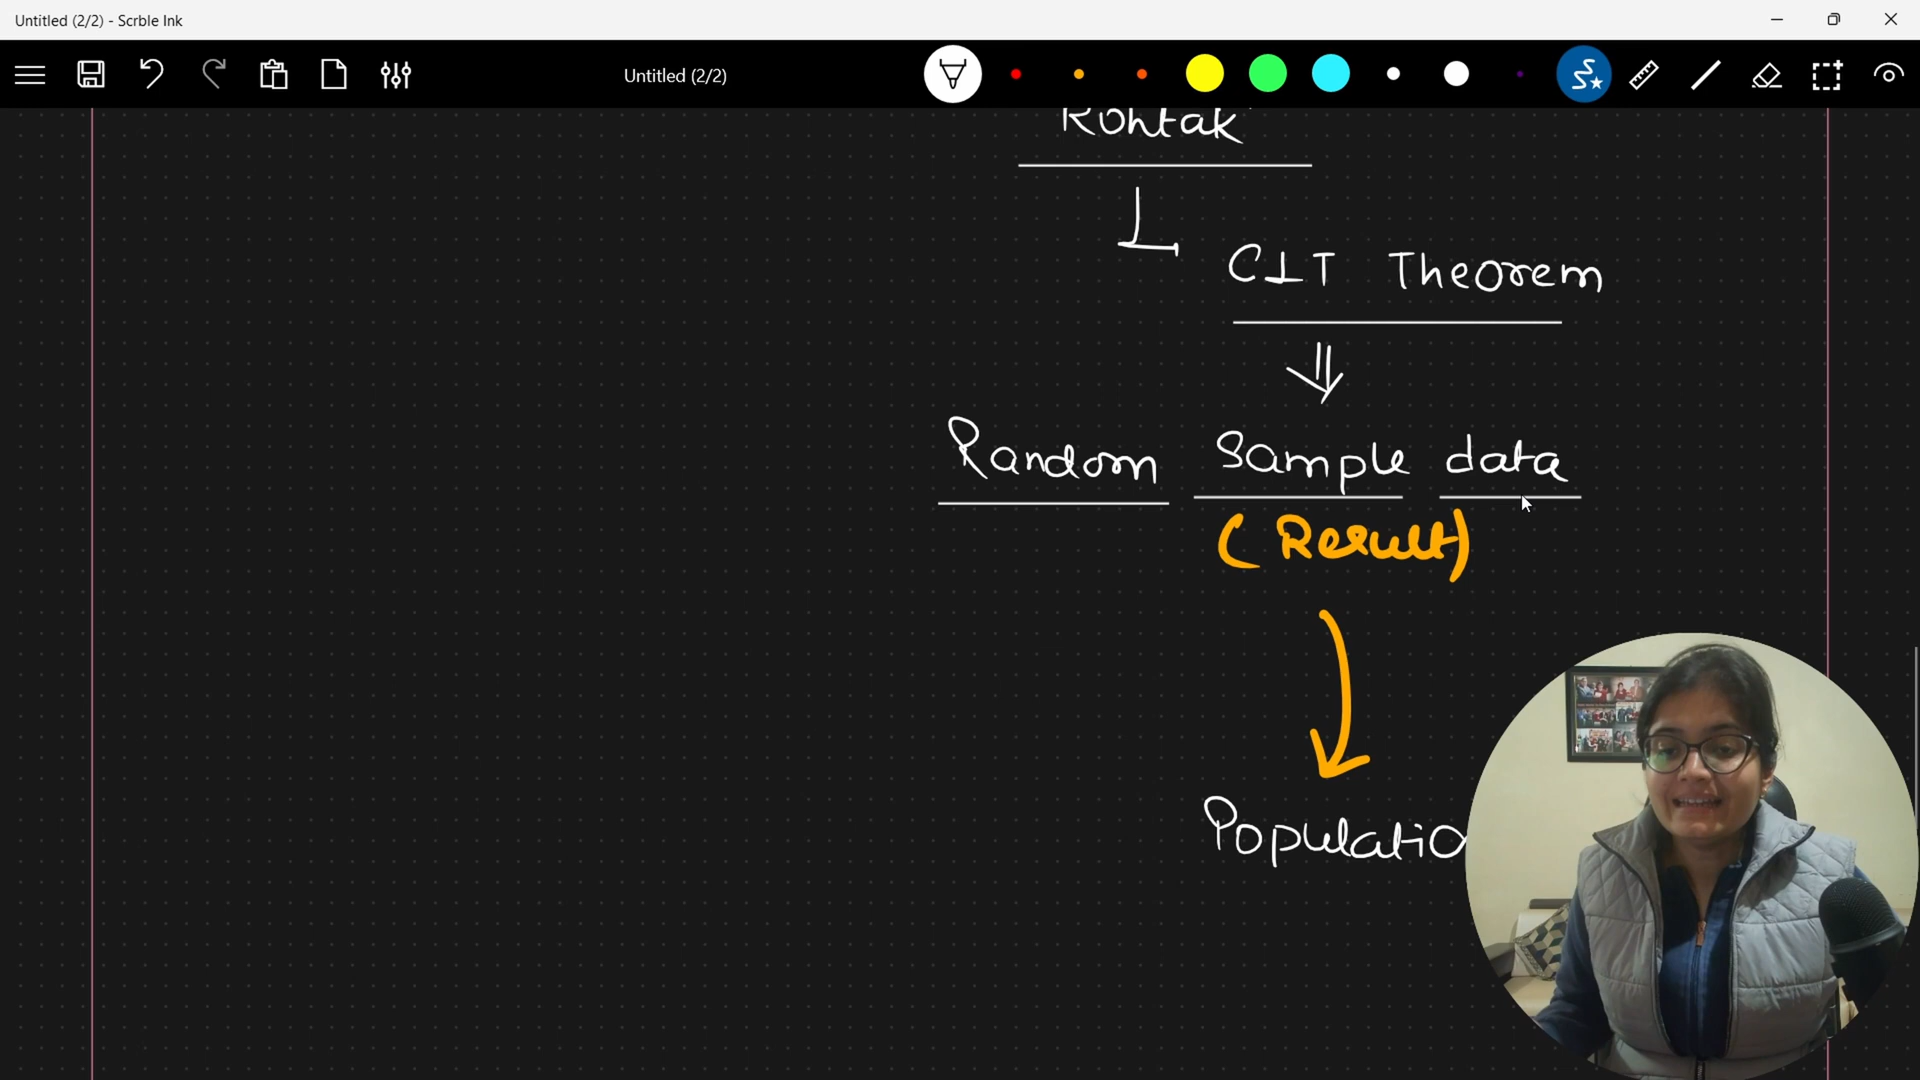 Untitled (2/2) - Scrble Ink
Untitled (2/2)
Rohtak
CLT Theorem
Random Sample data
(Result)
Populatio